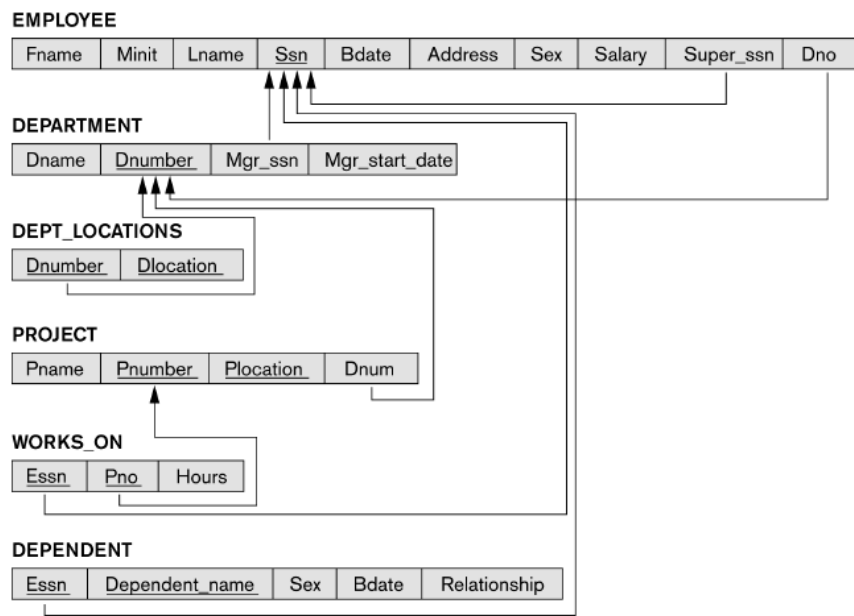 EMPLOYEE
Fname Minit Lname Ssn Bdate Address Sex Salary Super_ssn Dno
DEPARTMENT
Dname Dnumber Mgr_ssn Mgr_start_date
DEPT_LOCATIONS
Dnumber Dlocation
PROJECT
Pname Pnumber Plocation Dnum
WORKS_ON
Essn Pno Hours
DEPENDENT
Essn Dependent_name Sex Bdate Relationship